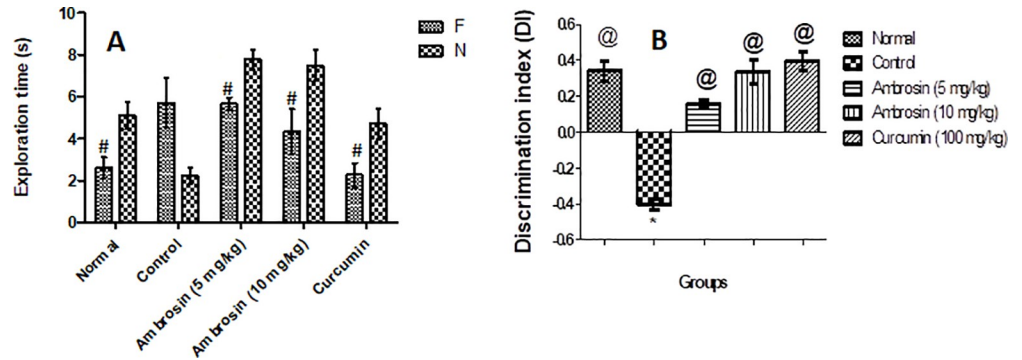 A
Exploration time (s)
10
8
6
4
2
0
#
#
#
#
F
N
Normal
Control
Ambrosin (5 mg/kg)
Ambrosin (10 mg/kg)
Curcumin
B
Discrimination index (DI)
0.6
0.4
0.2
0.0
-0.2
-0.4
-0.6
@
@
@
@
*
Groups
Normal
Control
Ambrosin (5 mg/kg)
Ambrosin (10 mg/kg)
Curcumin (100 mg/kg)